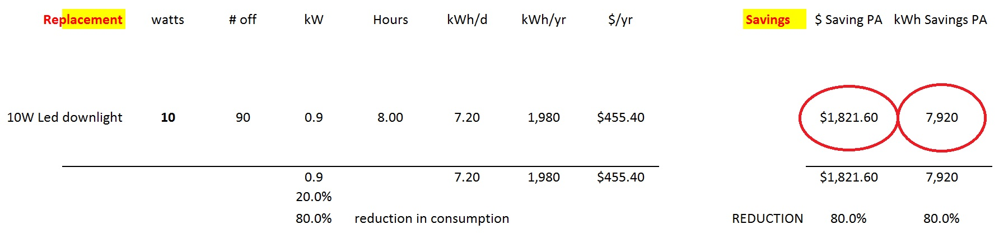 Replacement watts # off kW Hours kWh/d kWh/yr $/yr Savings $ Saving PA kWh Savings PA
10W Led downlight 10 90 0.9 8.00 7.20 1,980 $455.40 $1,821.60 7,920
0.9 7.20 1,980 $455.40 $1,821.60 7,920
20.0%
80.0% reduction in consumption REDUCTION 80.0% 80.0%